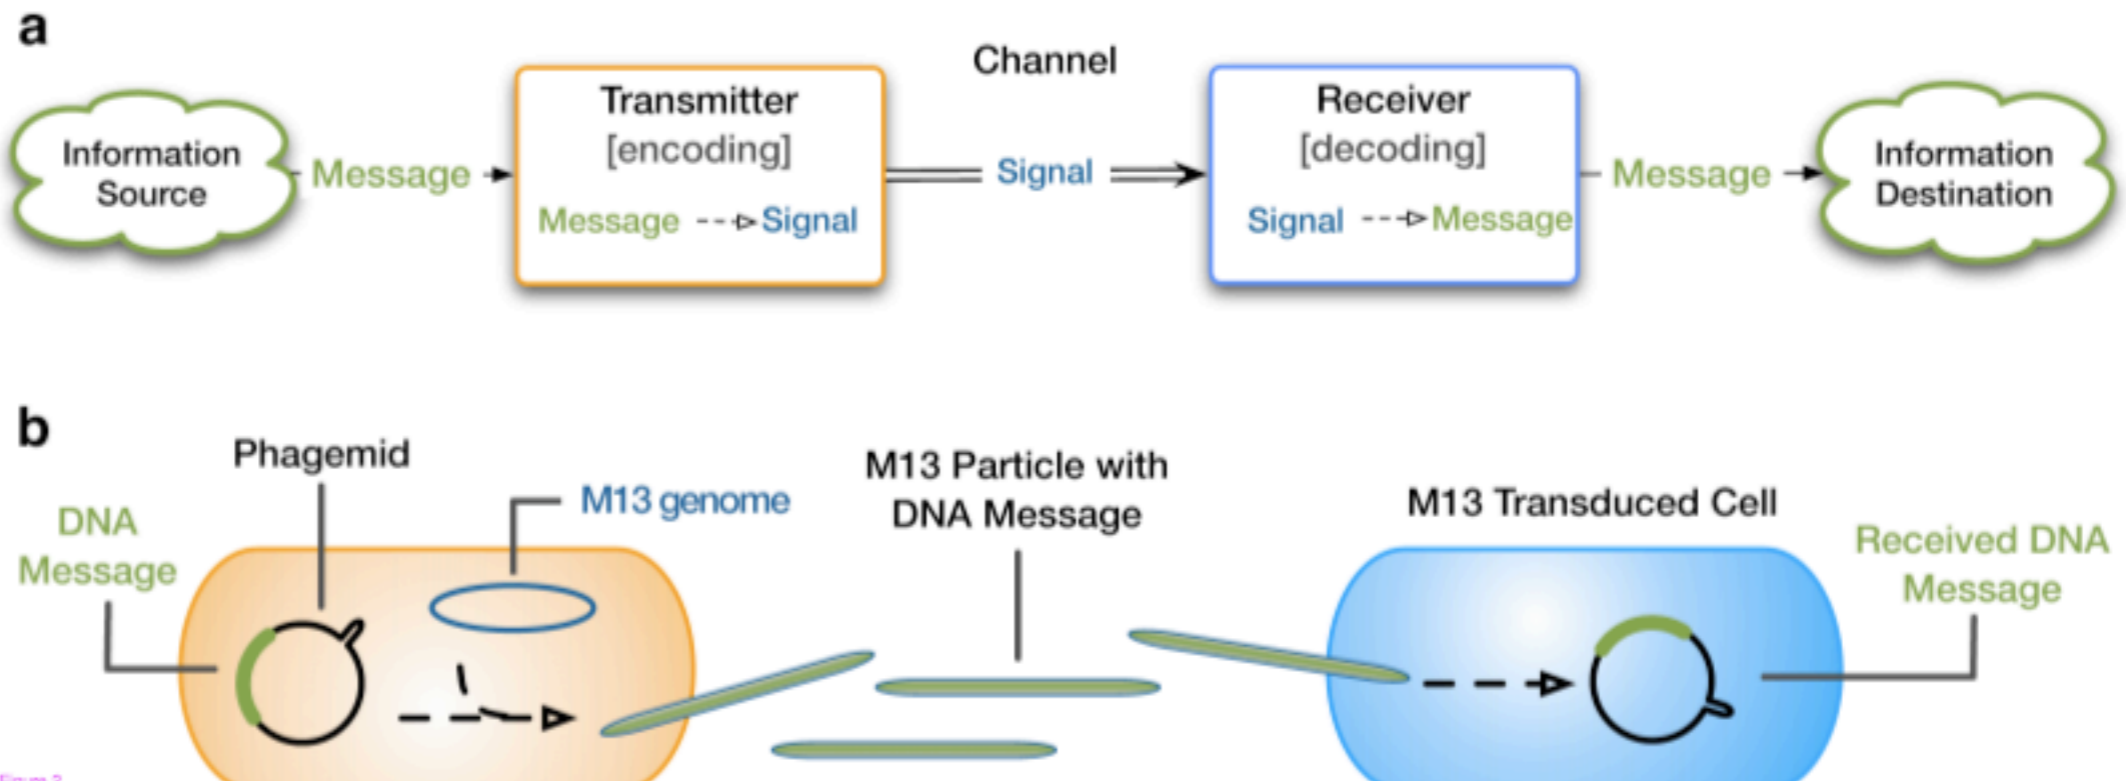 a
Channel
Transmitter
[encoding]
Message Signal
Receiver
[decoding]
Signal Message
Information
Source
Message
Signal
Message
Information
Destination
b
Phagemid
M13 genome
DNA
Message
M13 Particle with
DNA Message
M13 Transduced Cell
Received DNA
Message